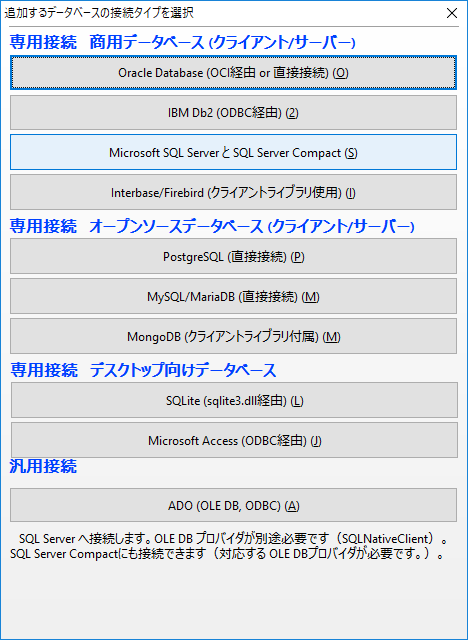 追加するデータベースの接続タイプを選択
専用接続 商用データベース (クライアント/サーバー)
Oracle Database (OCI経由 or 直接接続) (O)
IBM Db2 (ODBC経由) (2)
Microsoft SQL Server と SQL Server Compact (S)
Interbase/Firebird (クライアントライブラリ使用) (I)
専用接続 オープンソースデータベース (クライアント/サーバー)
PostgreSQL (直接接続) (P)
MySQL/MariaDB (直接接続) (M)
MongoDB (クライアントライブラリ付属) (M)
専用接続 デスクトップ向けデータベース
SQLite (sqlite3.dll経由) (L)
Microsoft Access (ODBC経由) (J)
汎用接続
ADO (OLE DB, ODBC) (A)
SQL Server へ接続します。OLE DB プロバイダが別途必要です（SQLNativeClient）。
SQL Server Compactにも接続できます（対応する OLE DBプロバイダが必要です。）。